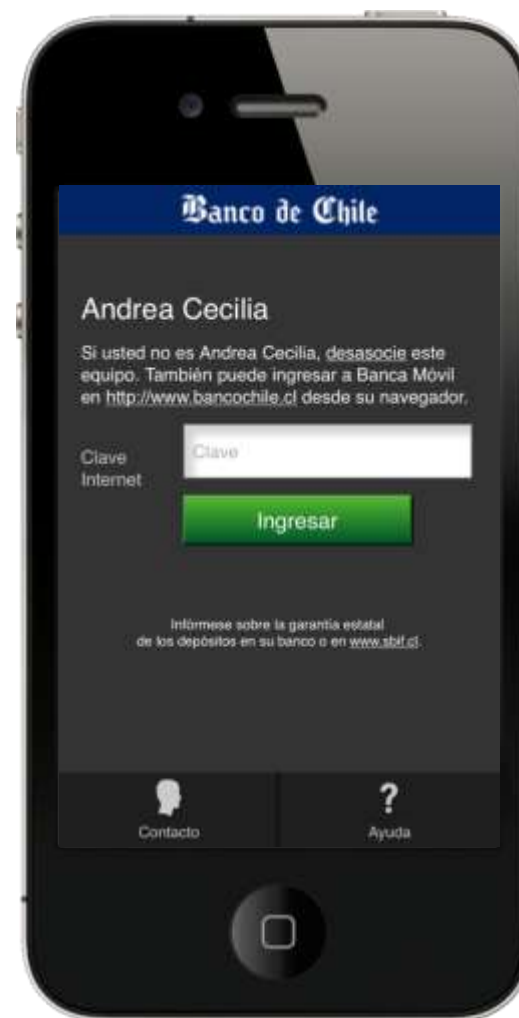 Banco de Chile
Andrea Cecilia
Si usted no es Andrea Cecilia, desasocie este
equipo. También puede ingresar a Banca Móvil
en http://www.bancochile.cl desde su navegador.
Clave
Internet
Clave
Ingresar
Infórmese sobre la garantía estatal
de los depósitos en su banco o en www.sbif.cl.
Contacto
?
Ayuda